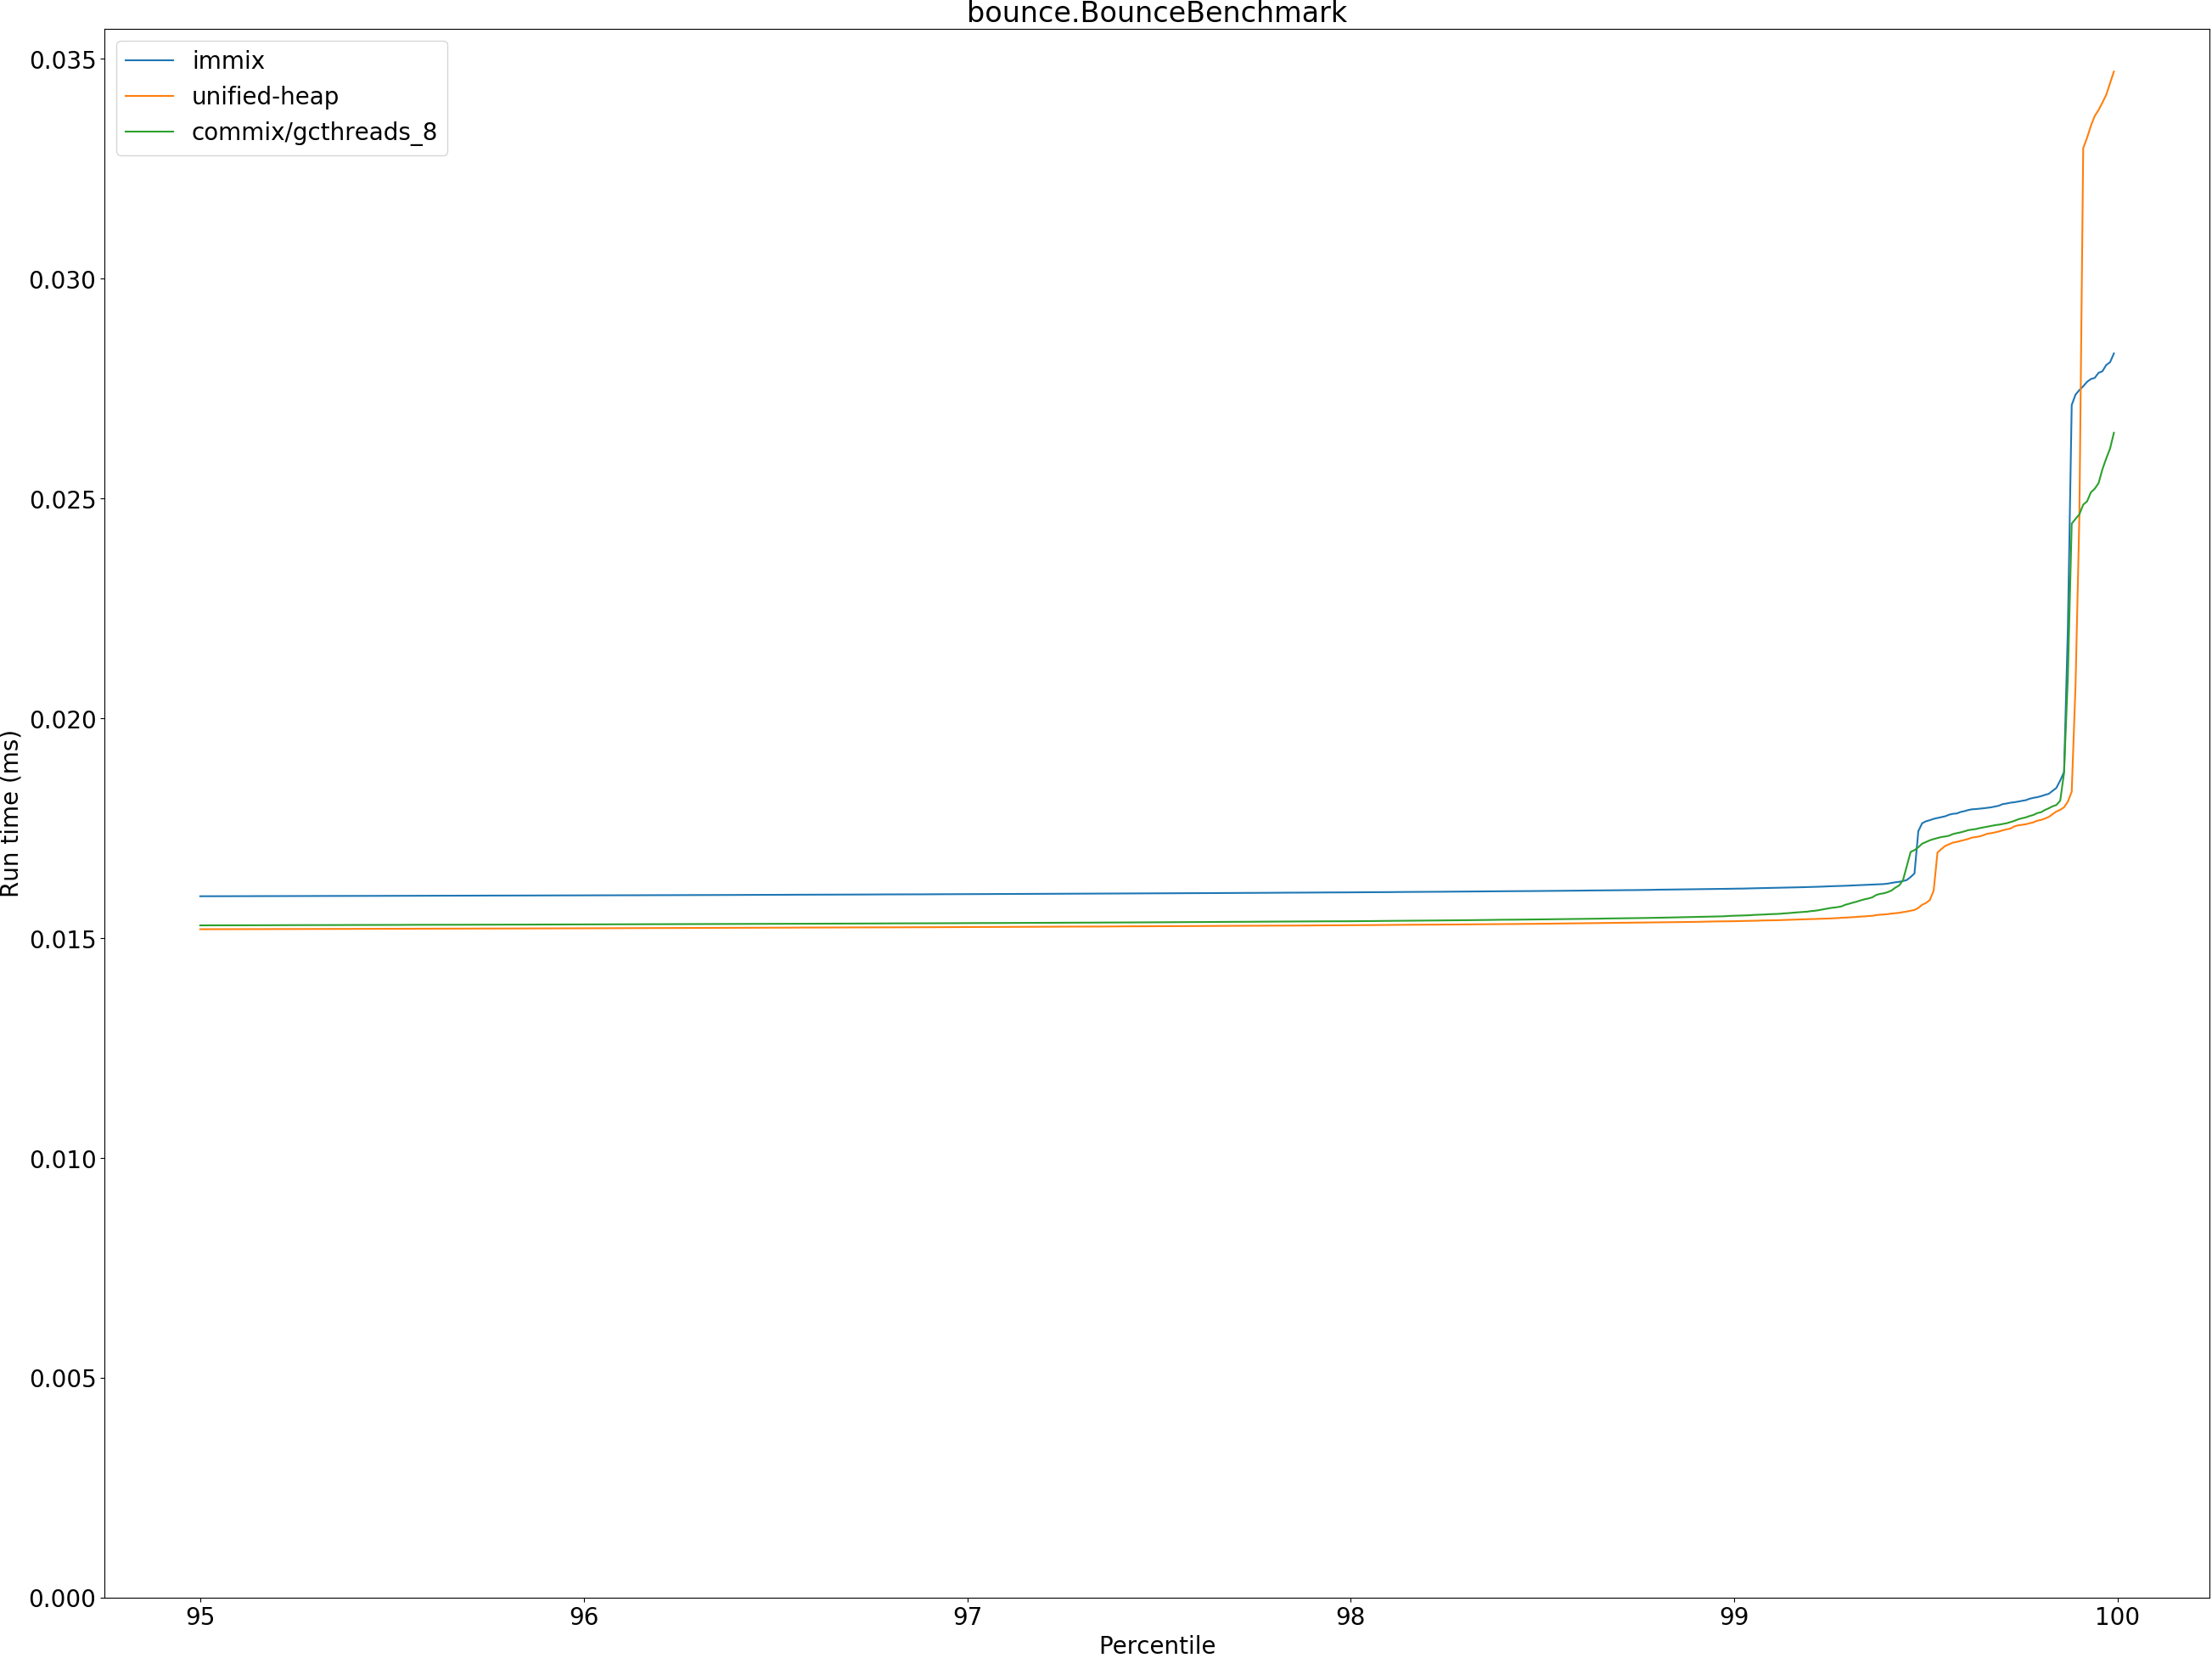 bounce.BounceBenchmark
immix
unified-heap
commix/gcthreads_8
0.035
0.030
0.025
0.020
0.015
0.010
0.005
0.000
Run time (ms)
95 96 97 98 99 100
Percentile